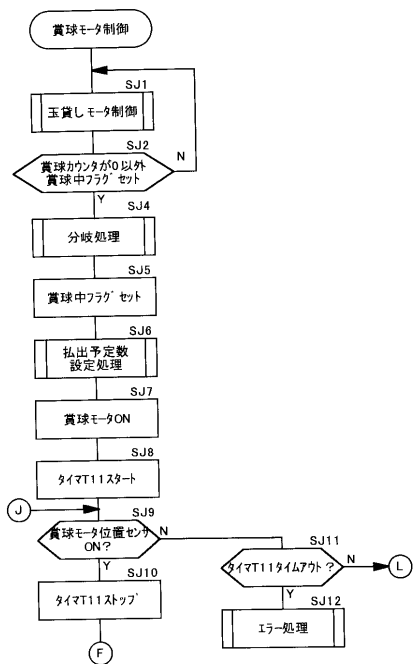 賞球モータ制御
SJ1
玉貸しモータ制御
SJ2
賞球カウンタが0以外
賞球中フラグセット
N
Y
SJ4
分岐処理
SJ5
賞球中フラグセット
SJ6
払出予定数
設定処理
SJ7
賞球モータON
SJ8
タイマT11スタート
J
SJ9
賞球モータ位置センサ
ON?
N
Y
SJ10
タイマT11ストップ
F
SJ11
タイマT11タイムアウト?
N
L
Y
SJ12
エラー処理